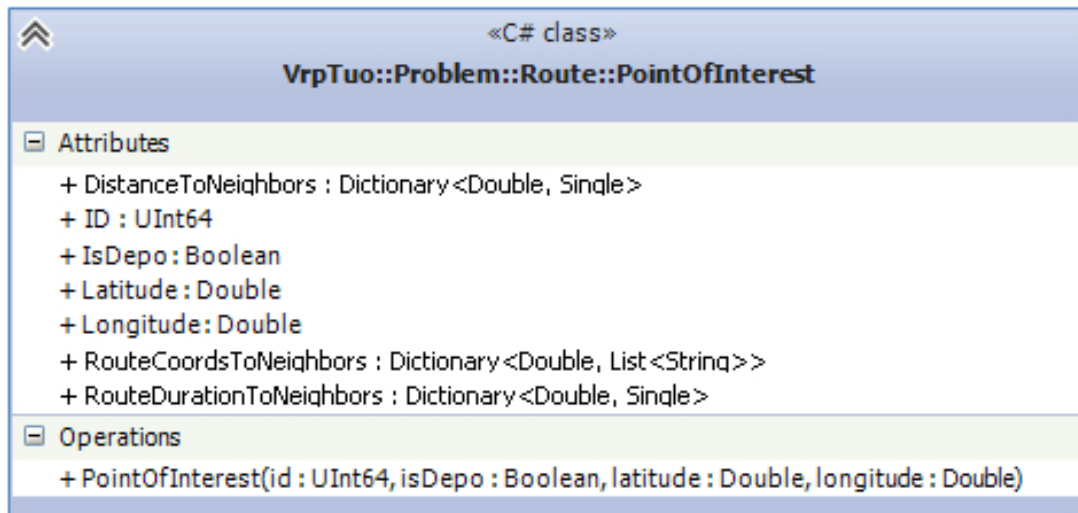 «C# class»
VrpTuo::Problem::Route::PointOfInterest
Attributes
+ DistanceToNeighbors : Dictionary<Double, Single>
+ ID : UInt64
+ IsDepo : Boolean
+ Latitude : Double
+ Longitude : Double
+ RouteCoordsToNeighbors : Dictionary<Double, List<String>>
+ RouteDurationToNeighbors : Dictionary<Double, Single>
Operations
+ PointOfInterest(id : UInt64, isDepo : Boolean, latitude : Double, longitude : Double)